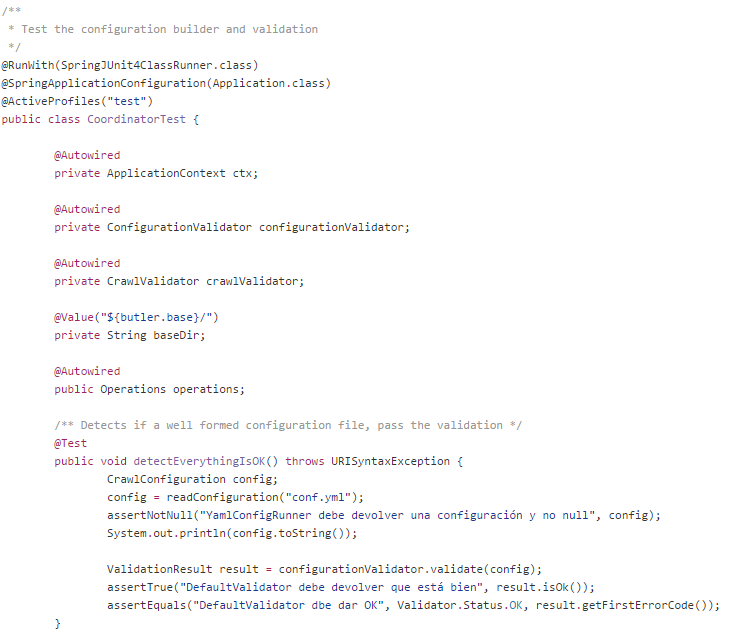 /**
 * Test the configuration builder and validation
 */
@RunWith(SpringJUnit4ClassRunner.class)
@SpringApplicationConfiguration(Application.class)
@ActiveProfiles("test")
public class CoordinatorTest {
@Autowired
private ApplicationContext ctx;
@Autowired
private ConfigurationValidator configurationValidator;
@Autowired
private CrawlValidator crawlValidator;
@Value("${butler.base}/")
private String baseDir;
@Autowired
public Operations operations;
/** Detects if a well formed configuration file, pass the validation */
@Test
public void detectEverythingIsOK() throws URISyntaxException {
CrawlConfiguration config;
config = readConfiguration("conf.yml");
assertNotNull("YamlConfigRunner debe devolver una configuración y no null", config);
System.out.println(config.toString());
ValidationResult result = configurationValidator.validate(config);
assertTrue("DefaultValidator debe devolver que está bien", result.isOk());
assertEquals("DefaultValidator dbe dar OK", Validator.Status.OK, result.getFirstErrorCode());
}